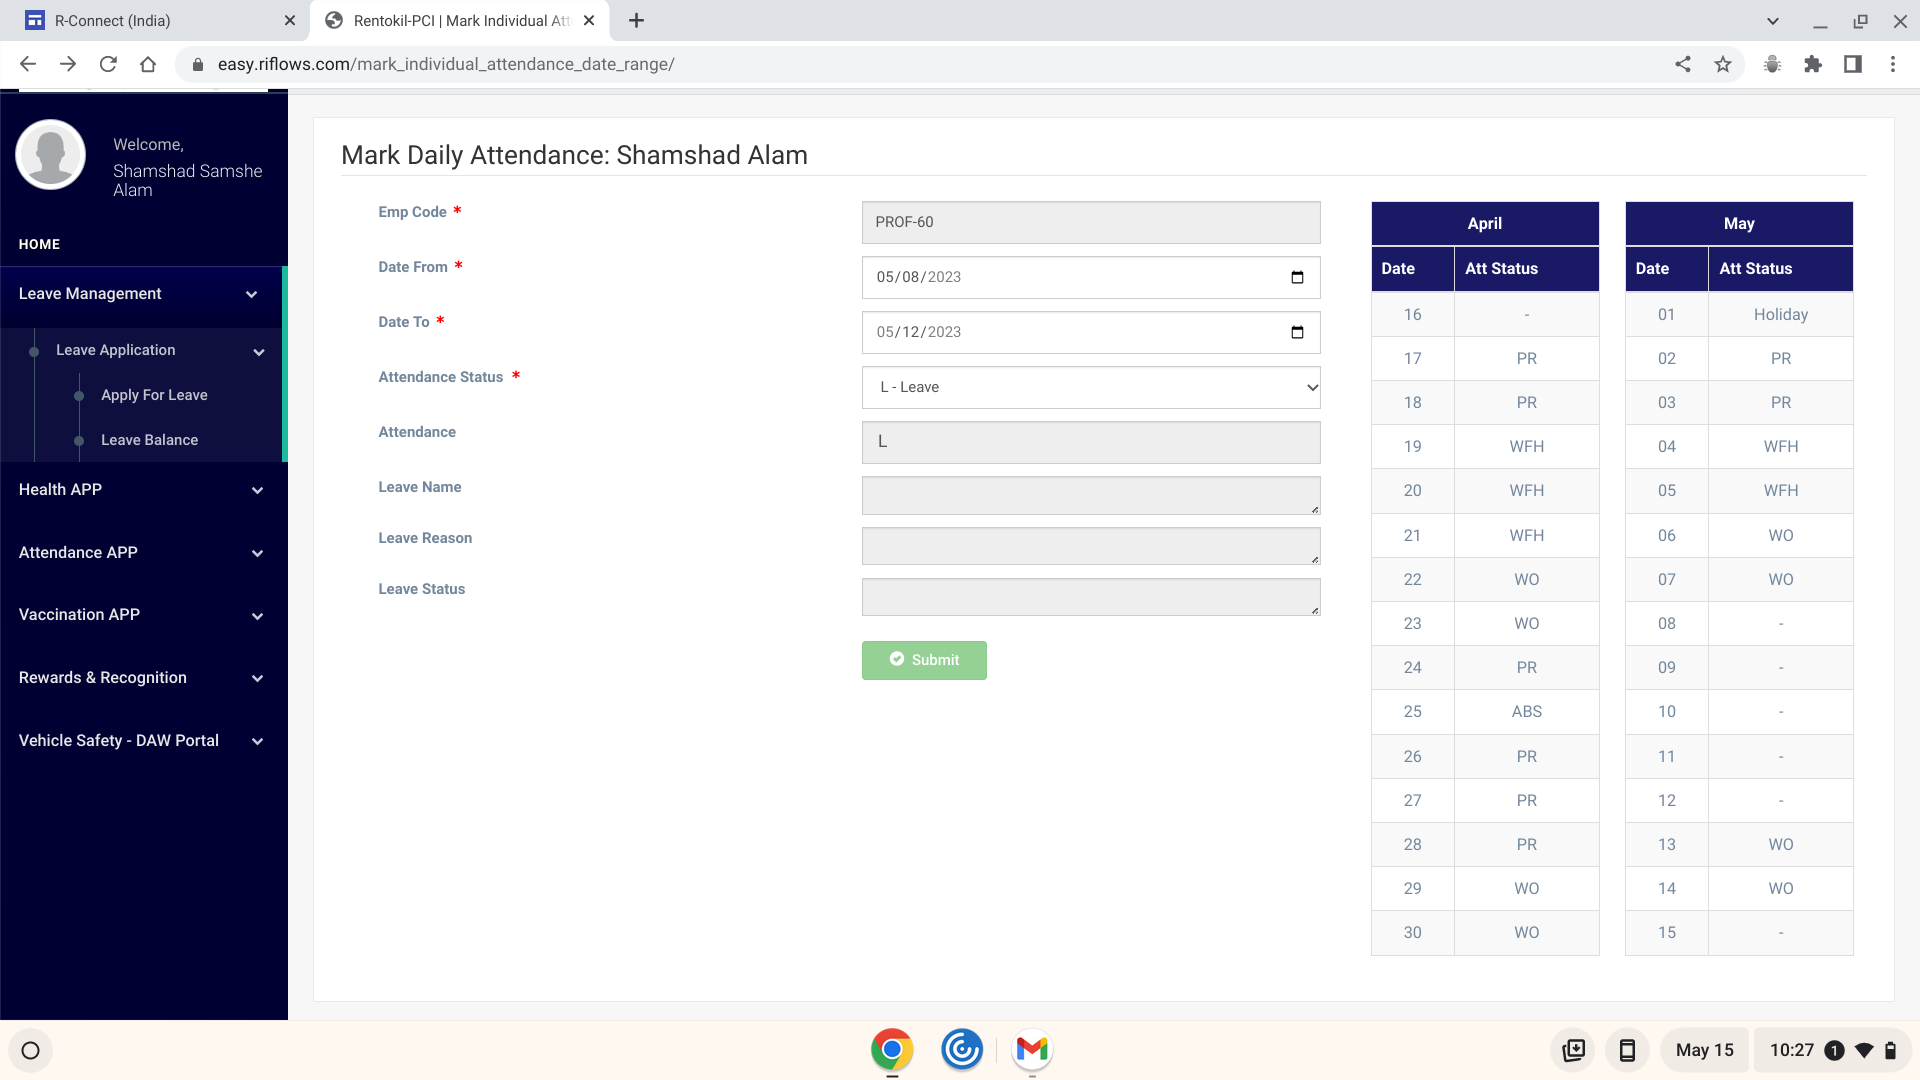 R-Connect (India)
Rentokil-PCI | Mark Individual Att
easy.riflows.com/mark_individual_attendance_date_range/
Welcome,
Shamshad Samshe
Alam
HOME
Leave Management
Leave Application
Apply For Leave
Leave Balance
Health APP
Attendance APP
Vaccination APP
Rewards & Recognition
Vehicle Safety - DAW Portal
Mark Daily Attendance: Shamshad Alam
Emp Code *
PROF-60
Date From *
05/08/2023
Date To *
05/12/2023
Attendance Status *
L - Leave
Attendance
L
Leave Name
Leave Reason
Leave Status
Submit
April
Date Att Status
16 -
17 PR
18 PR
19 WFH
20 WFH
21 WFH
22 WO
23 WO
24 PR
25 ABS
26 PR
27 PR
28 PR
29 WO
30 WO
May
Date Att Status
01 Holiday
02 PR
03 PR
04 WFH
05 WFH
06 WO
07 WO
08 -
09 -
10 -
11 -
12 -
13 WO
14 WO
15 -
May 15
10:27 1